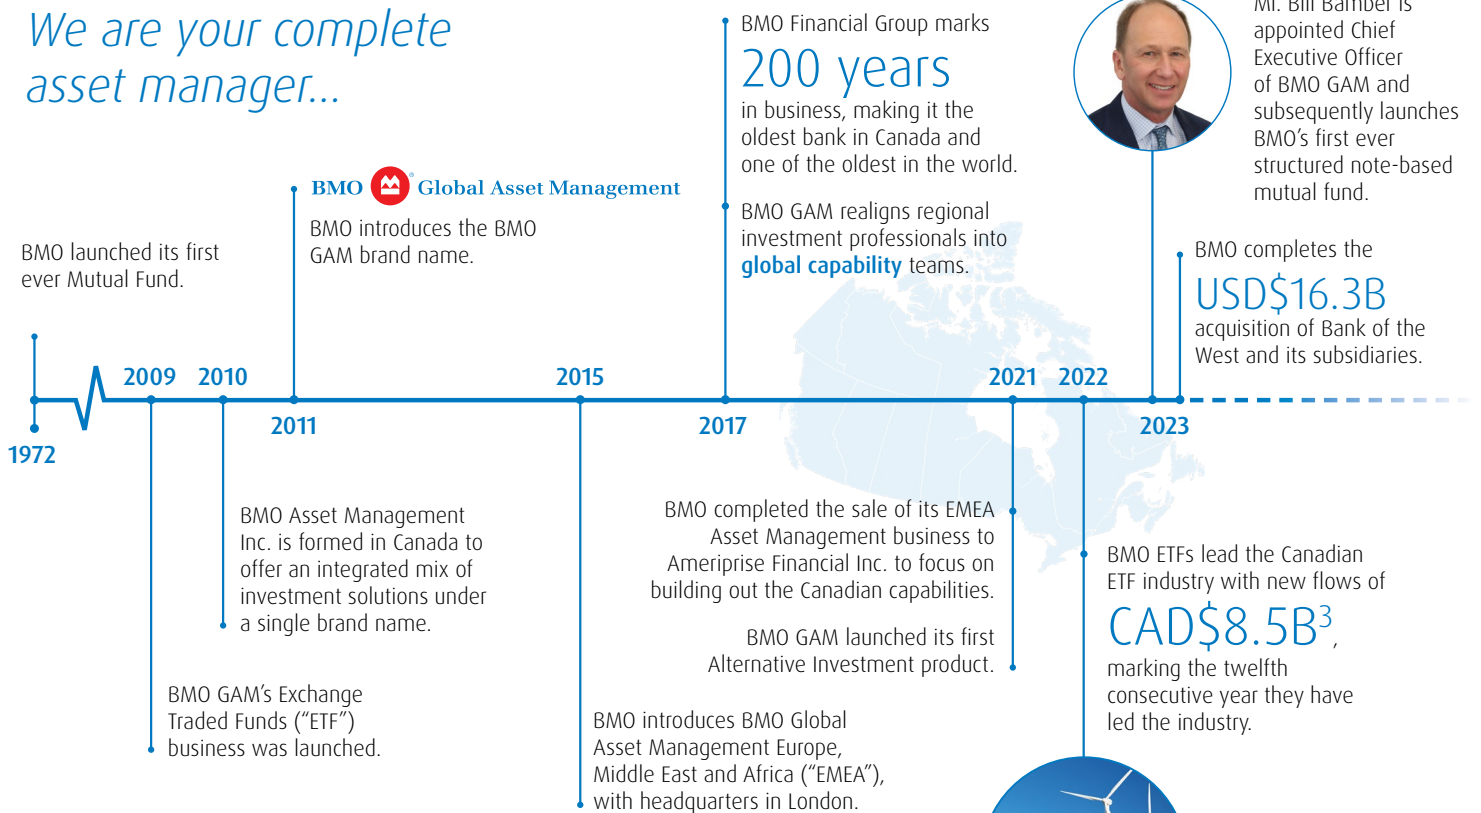 We are your complete
asset manager...
BMO launched its first
ever Mutual Fund.
1972
2009
BMO GAM’s Exchange
Traded Funds (“ETF”)
business was launched.
2010
BMO Asset Management
Inc. is formed in Canada to
offer an integrated mix of
investment solutions under
a single brand name.
BMO Global Asset Management
BMO introduces the BMO
GAM brand name.
2011
2015
BMO introduces BMO Global
Asset Management Europe,
Middle East and Africa (“EMEA”),
with headquarters in London.
BMO Financial Group marks
200 years
in business, making it the
oldest bank in Canada and
one of the oldest in the world.
BMO GAM realigns regional
investment professionals into
global capability teams.
2017
2021
BMO completed the sale of its EMEA
Asset Management business to
Ameriprise Financial Inc. to focus on
building out the Canadian capabilities.
BMO GAM launched its first
Alternative Investment product.
2022
BMO ETFs lead the Canadian
ETF industry with new flows of
CAD$8.5B³,
marking the twelfth
consecutive year they have
led the industry.
Mr. Bill Bamber is
appointed Chief
Executive Officer
of BMO GAM and
subsequently launches
BMO’s first ever
structured note-based
mutual fund.
BMO completes the
USD$16.3B
acquisition of Bank of the
West and its subsidiaries.
2023